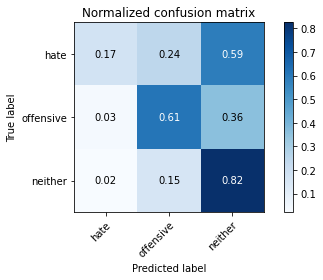 Normalized confusion matrix
True label
hate
0.17 0.24 0.59
offensive
0.03 0.61 0.36
neither
0.02 0.15 0.82
hate
offensive
neither
Predicted label
0.8
0.7
0.6
0.5
0.4
0.3
0.2
0.1